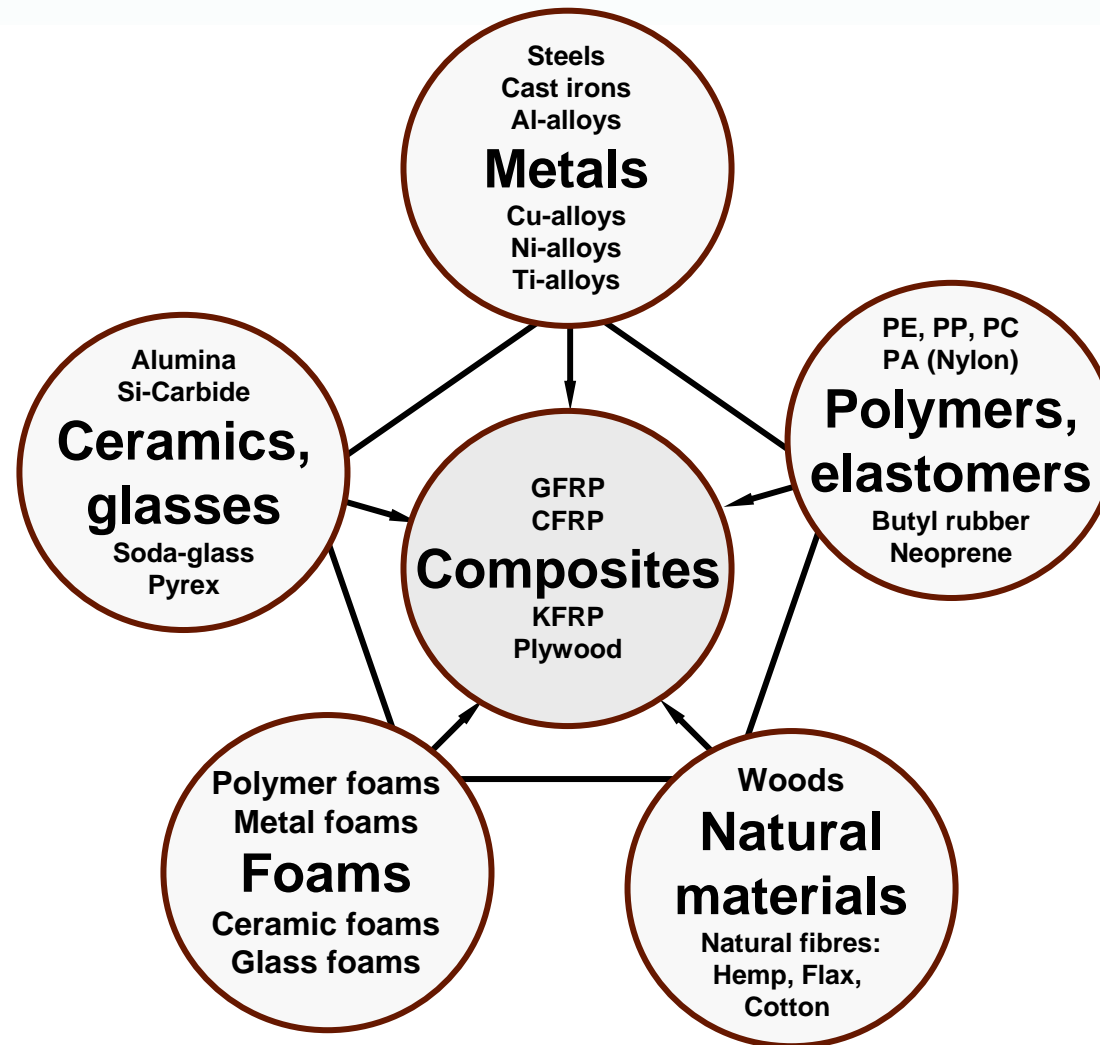 Steels
Cast irons
Al-alloys
Metals
Cu-alloys
Ni-alloys
Ti-alloys
PE, PP, PC
PA (Nylon)
Polymers,
elastomers
Butyl rubber
Neoprene
Alumina
Si-Carbide
Ceramics,
glasses
Soda-glass
Pyrex
GFRP
CFRP
Composites
KFRP
Plywood
Polymer foams
Metal foams
Foams
Ceramic foams
Glass foams
Woods
Natural
materials
Natural fibres:
Hemp, Flax,
Cotton